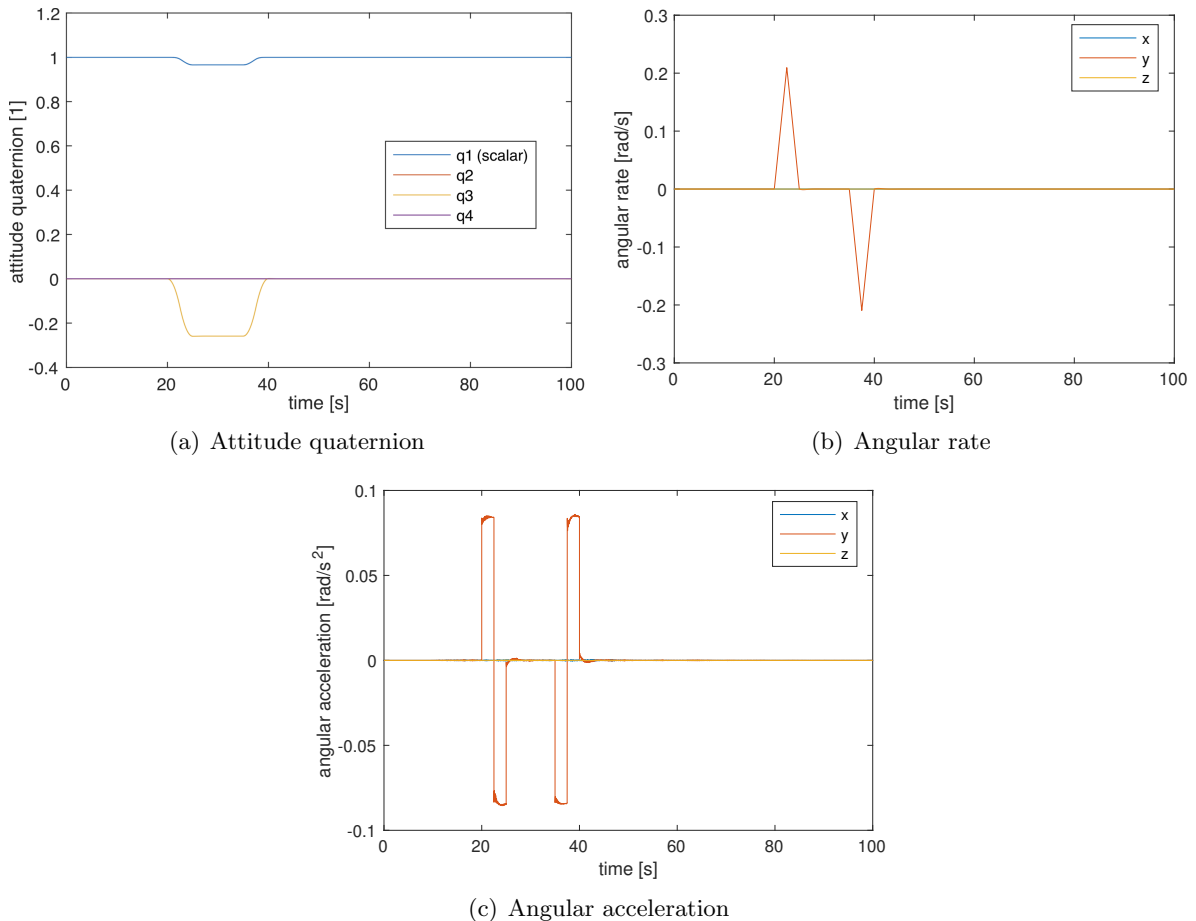 1.2
1
0.8
0.6
0.4
0.2
0
-0.2
-0.4
attitude quaternion [1]
q1 (scalar)
q2
q3
q4
0 20 40 60 80 100
time [s]
(a) Attitude quaternion
0.3
0.2
0.1
0
-0.1
-0.2
-0.3
angular rate [rad/s]
x
y
z
0 20 40 60 80 100
time [s]
(b) Angular rate
0.1
0.05
0
-0.05
-0.1
angular acceleration [rad/s²]
x
y
z
0 20 40 60 80 100
time [s]
(c) Angular acceleration